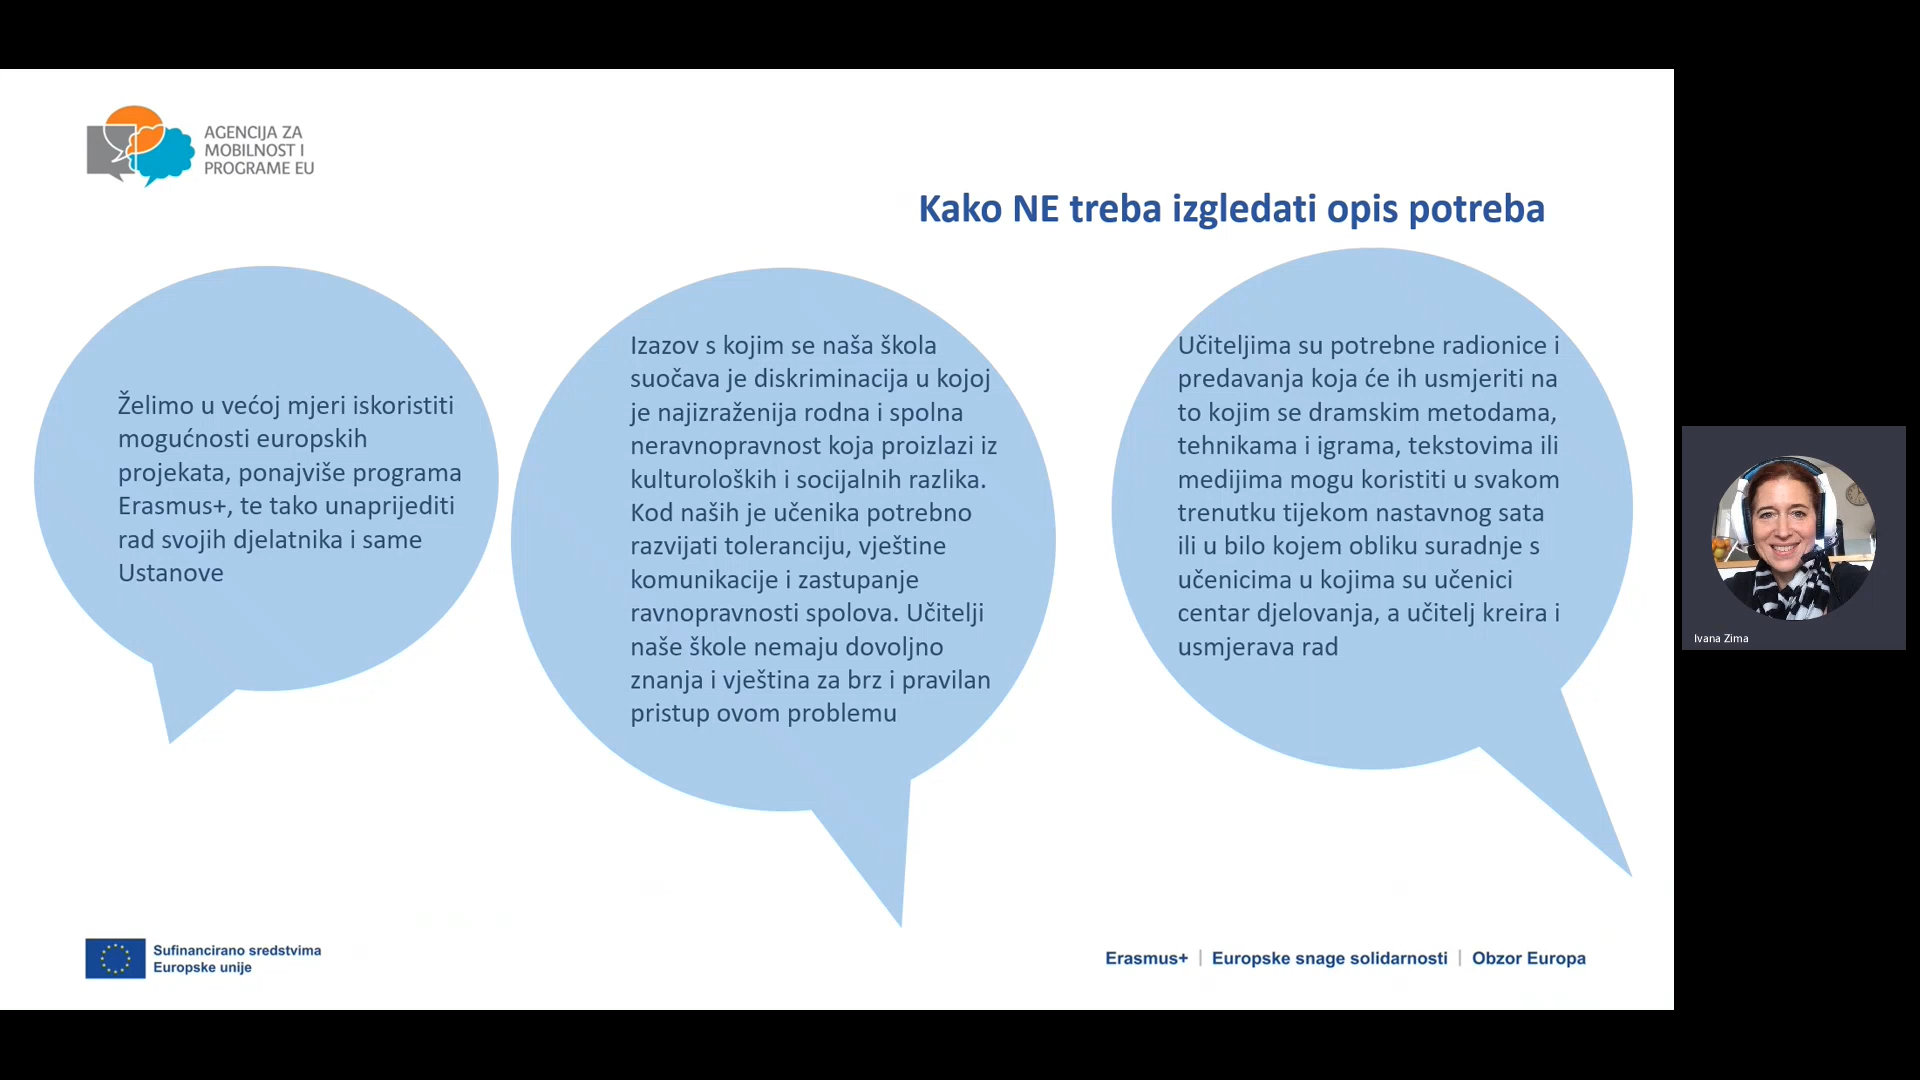 AGENCIJA ZA
MOBILNOST I
PROGRAME EU
Kako NE treba izgledati opis potreba
Želimo u većoj mjeri iskoristiti
mogućnosti europskih
projekata, ponajviše programa
Erasmus+, te tako unaprijediti
rad svojih djelatnika i same
Ustanove
Izazov s kojim se naša škola
suočava je diskriminacija u kojoj
je najizraženija rodna i spolna
neravnopravnost koja proizlazi iz
kulturoloških i socijalnih razlika.
Kod naših je učenika potrebno
razvijati toleranciju, vještine
komunikacije i zastupanje
ravnopravnosti spolova. Učitelji
naše škole nemaju dovoljno
znanja i vještina za brz i pravilan
pristup ovom problemu
Učiteljima su potrebne radionice i
predavanja koja će ih usmjeriti na
to kojim se dramskim metodama,
tehnikama i igrama, tekstovima ili
medijima mogu koristiti u svakom
trenutku tijekom nastavnog sata
ili u bilo kojem obliku suradnje s
učenicima u kojima su učenici
centar djelovanja, a učitelj kreira i
usmjerava rad
Ivana Zima
Sufinancirano sredstvima
Europske unije
Erasmus+ | Europske snage solidarnosti | Obzor Europa